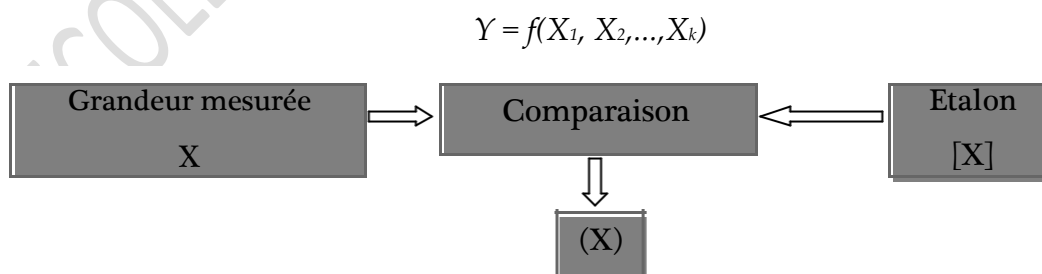 Y = f(X₁, X₂,...,Xₖ)
Grandeur mesurée
X
Comparaison
Etalon
[X]
(X)